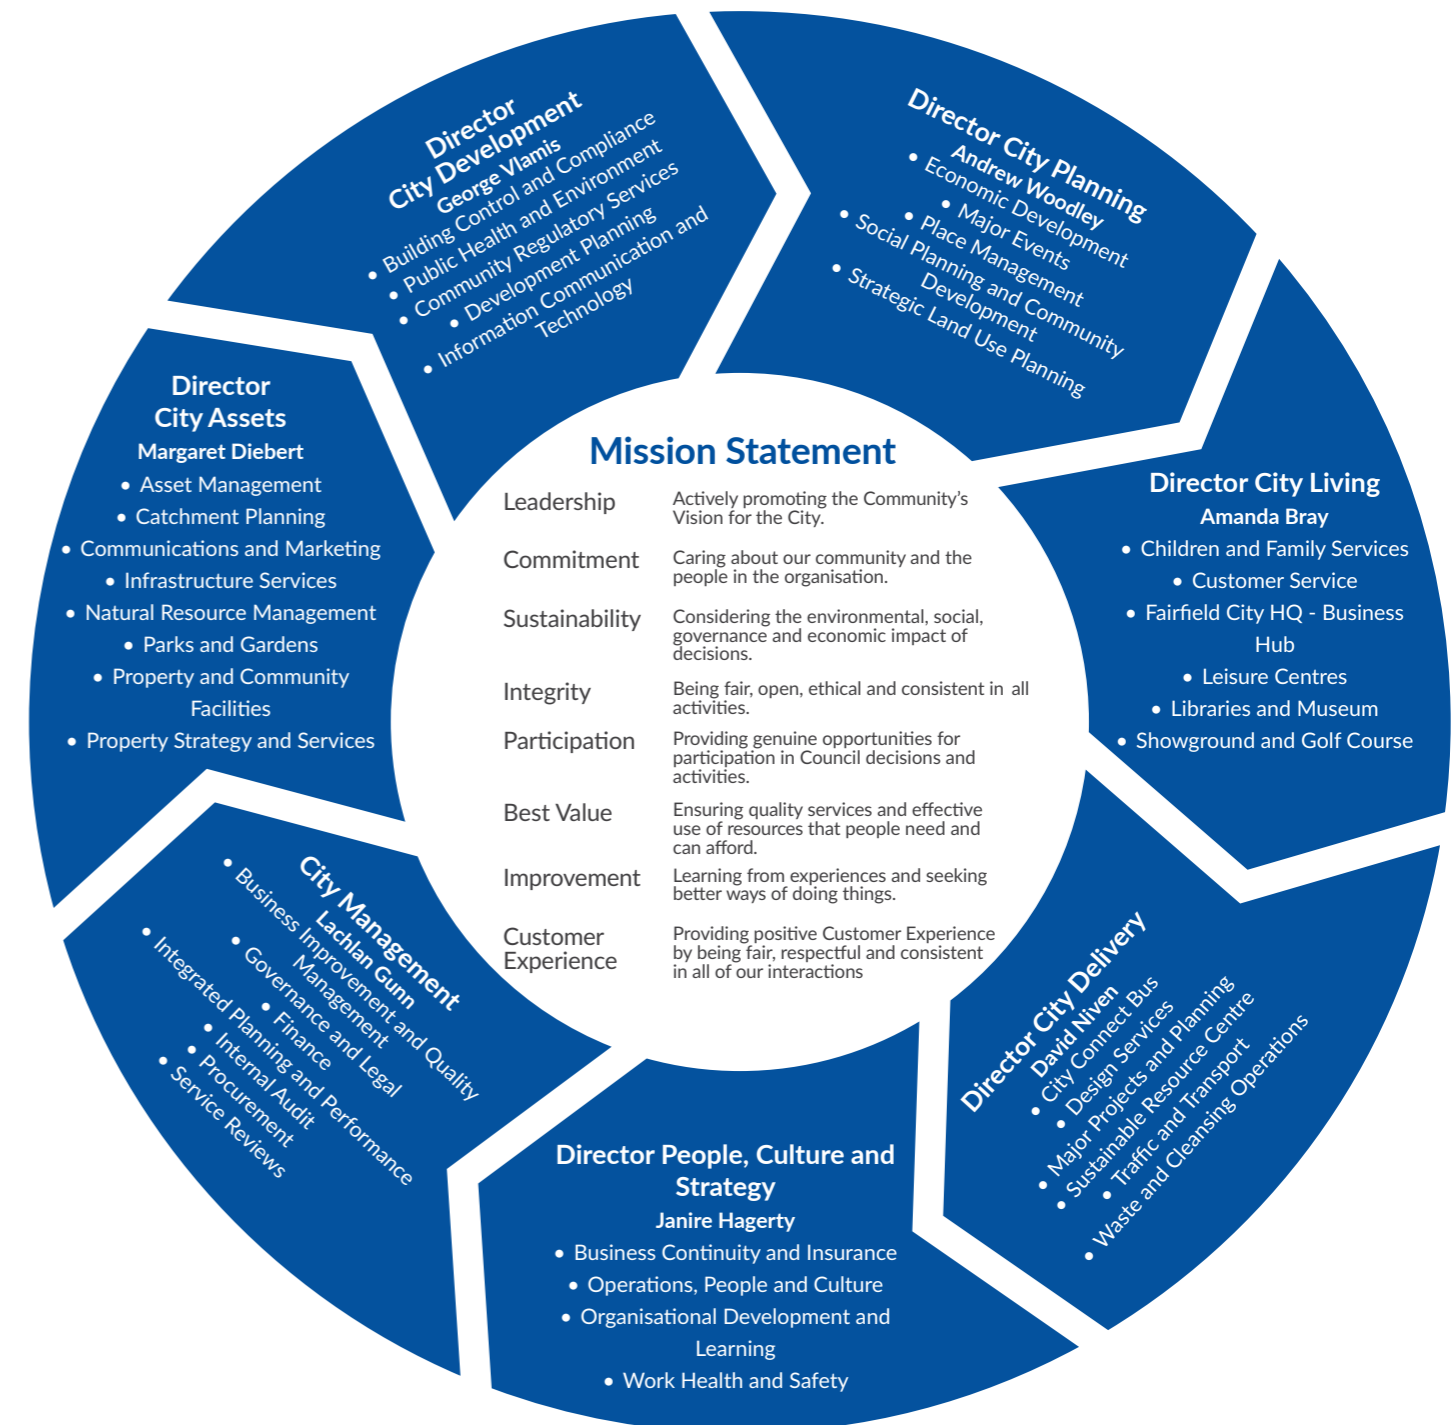 Director
City Development
George Vlamis
• Building Control and Compliance
• Public Health and Environment
• Community Regulatory Services
• Development Planning
• Information Communication and
Technology
Director City Planning
Andrew Woodley
• Economic Development
• Major Events
• Place Management
• Social Planning and Community
Development
• Strategic Land Use Planning
Director City Living
Amanda Bray
• Children and Family Services
• Customer Service
• Fairfield City HQ - Business
Hub
• Leisure Centres
• Libraries and Museum
• Showground and Golf Course
Director City Delivery
David Niven
• City Connect Bus
• Design Services
• Major Projects and Planning
• Sustainable Resource Centre
• Traffic and Transport
• Waste and Cleansing Operations
Director People, Culture and
Strategy
Janire Hagerty
• Business Continuity and Insurance
• Operations, People and Culture
• Organisational Development and
Learning
• Work Health and Safety
City Management
Lachlan Gunn
• Business Improvement and Quality
Management
• Governance and Legal
• Finance
• Integrated Planning and Performance
• Internal Audit
• Procurement
• Service Reviews
Director
City Assets
Margaret Diebert
• Asset Management
• Catchment Planning
• Communications and Marketing
• Infrastructure Services
• Natural Resource Management
• Parks and Gardens
• Property and Community
Facilities
• Property Strategy and Services
Mission Statement
Leadership
Actively promoting the Community's
Vision for the City.
Commitment
Caring about our community and the
people in the organisation.
Sustainability
Considering the environmental, social,
governance and economic impact of
decisions.
Integrity
Being fair, open, ethical and consistent in all
activities.
Participation
Providing genuine opportunities for
participation in Council decisions and
activities.
Best Value
Ensuring quality services and effective
use of resources that people need and
can afford.
Improvement
Learning from experiences and seeking
better ways of doing things.
Customer
Experience
Providing positive Customer Experience
by being fair, respectful and consistent
in all of our interactions